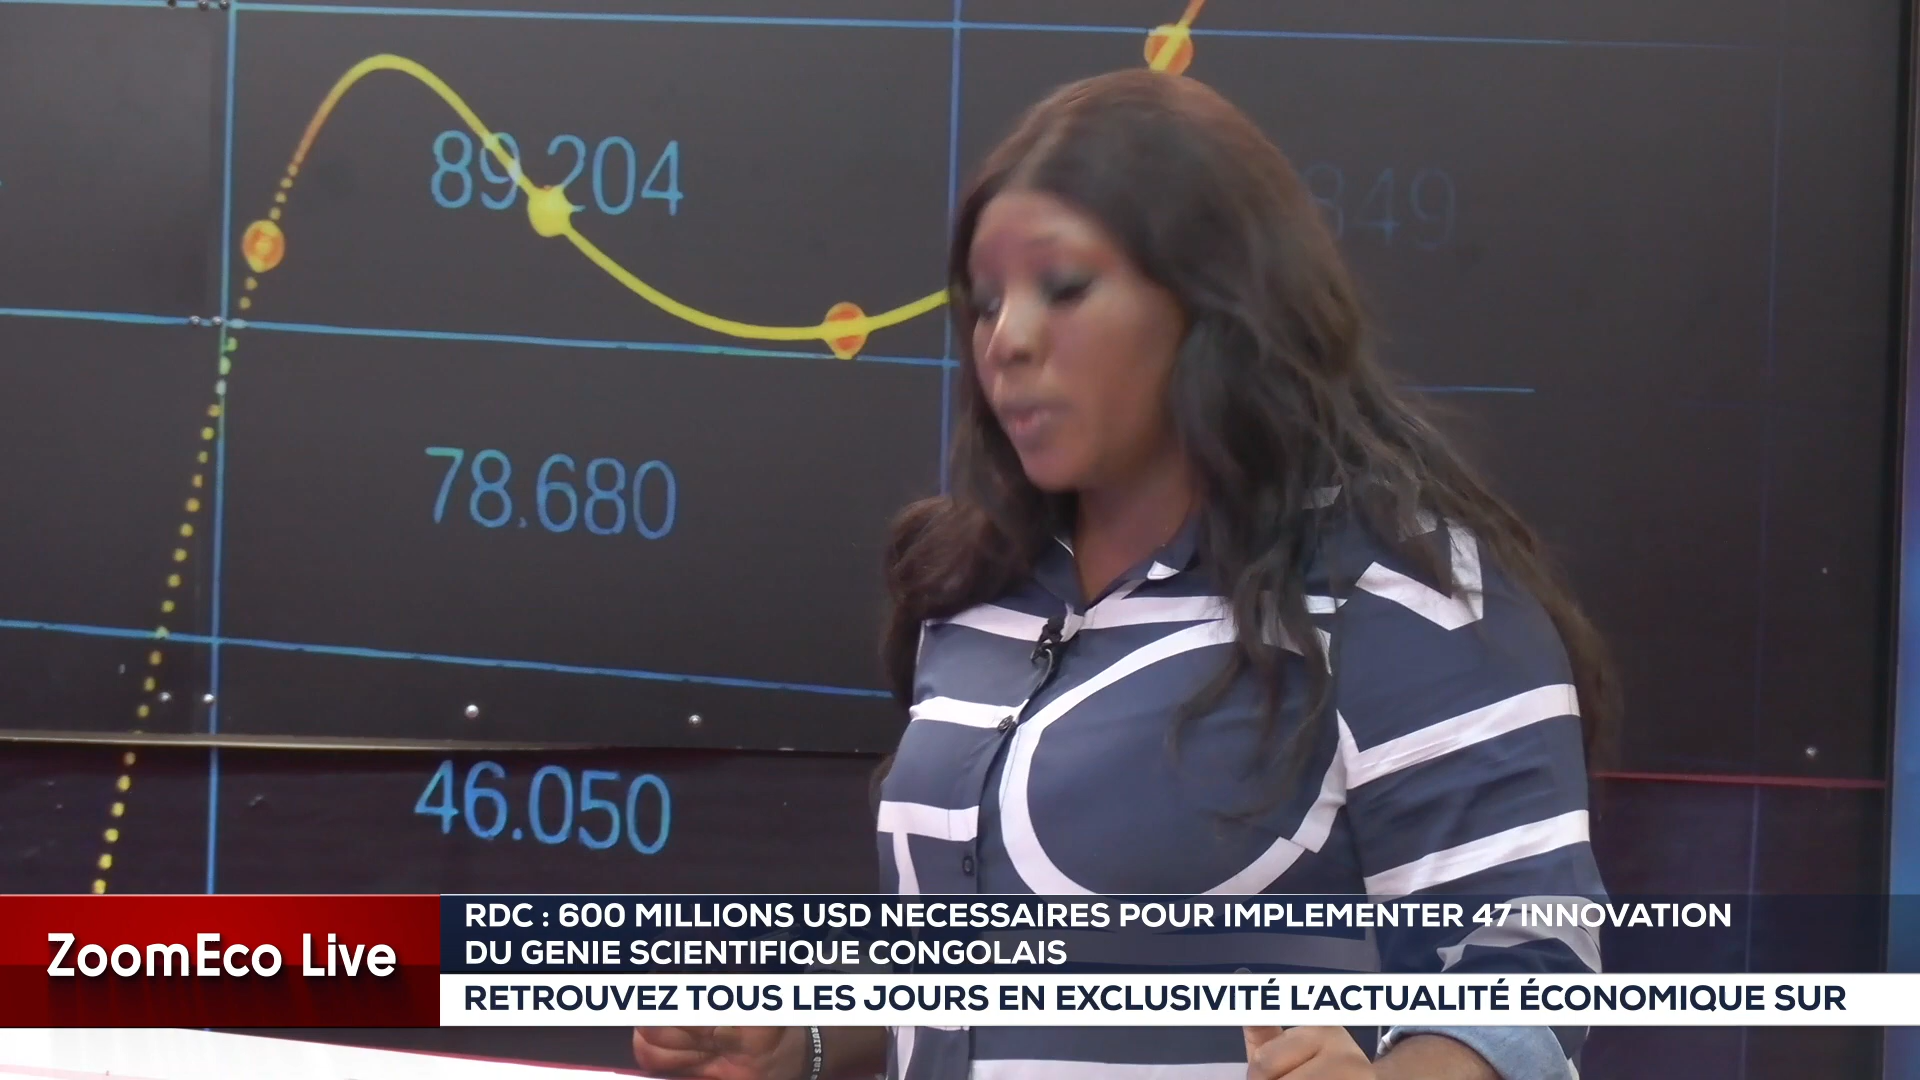 89.204
849
78.680
46.050
ZoomEco Live
RDC : 600 MILLIONS USD NECESSAIRES POUR IMPLEMENTER 47 INNOVATION
DU GENIE SCIENTIFIQUE CONGOLAIS
RETROUVEZ TOUS LES JOURS EN EXCLUSIVITÉ L'ACTUALITÉ ÉCONOMIQUE SUR